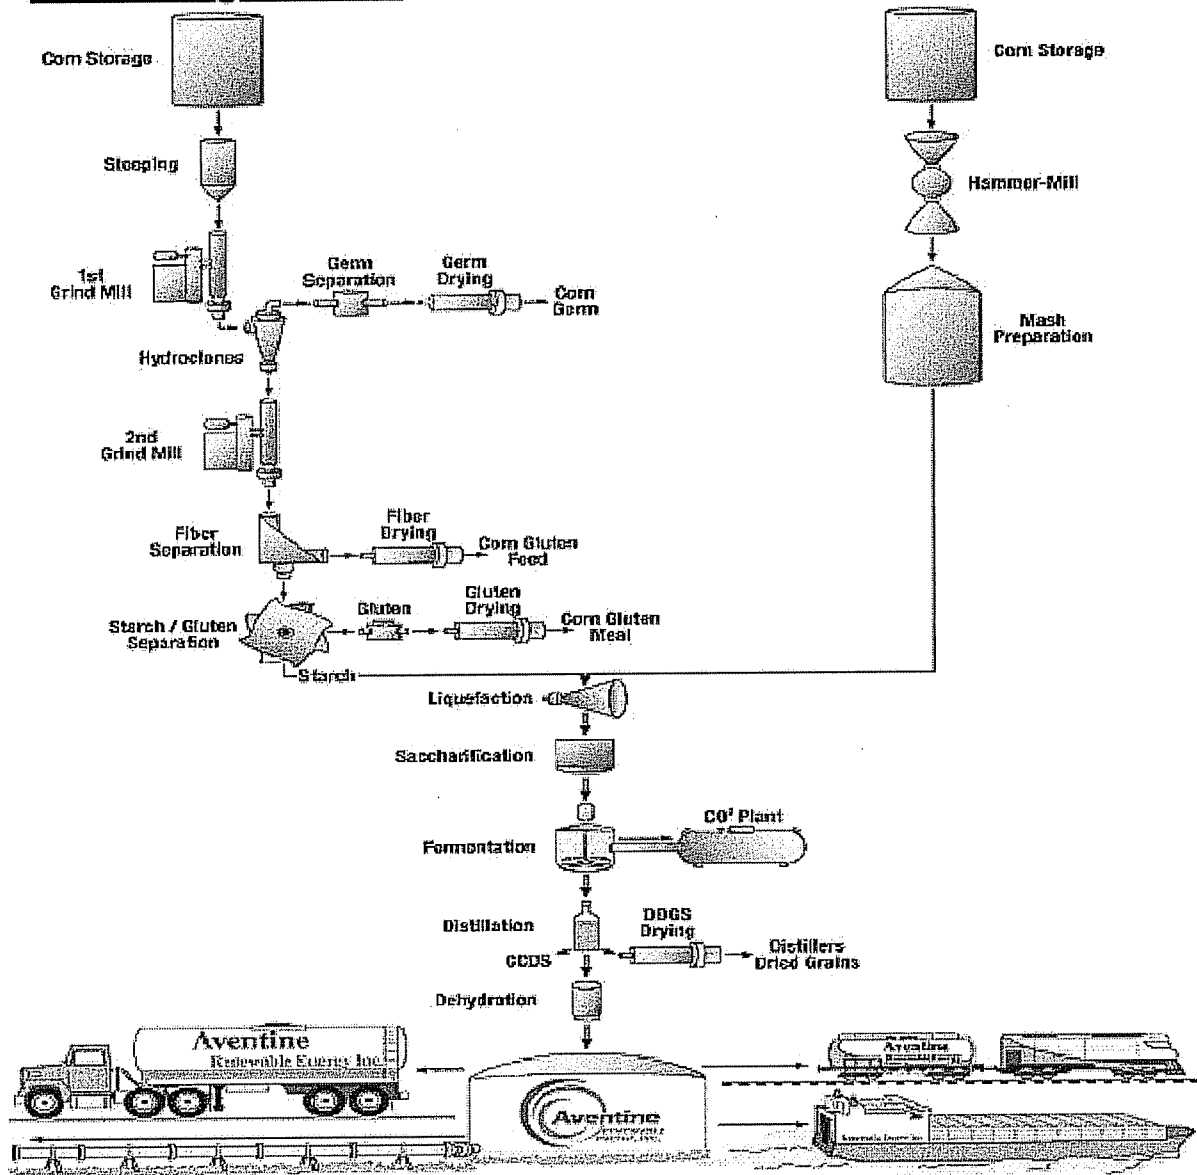 Corn Storage
Corn Storage
Steeping
Hammer-Mill
1st
Grind Mill
Germ
Separation
Germ
Drying
Corn
Germ
Mash
Preparation
Hydroclones
2nd
Grind Mill
Fiber
Separation
Fiber
Drying
Corn Gluten
Feed
Starch / Gluten
Separation
Gluten
Gluten
Drying
Corn Gluten
Meal
Starch
Liquefaction
Saccharification
Fermentation
CO² Plant
Distillation
DDGS
Drying
CCDS
Distillers
Dried Grains
Dehydration
Aventine
Renewable Energy Inc.
Aventine
Aventine